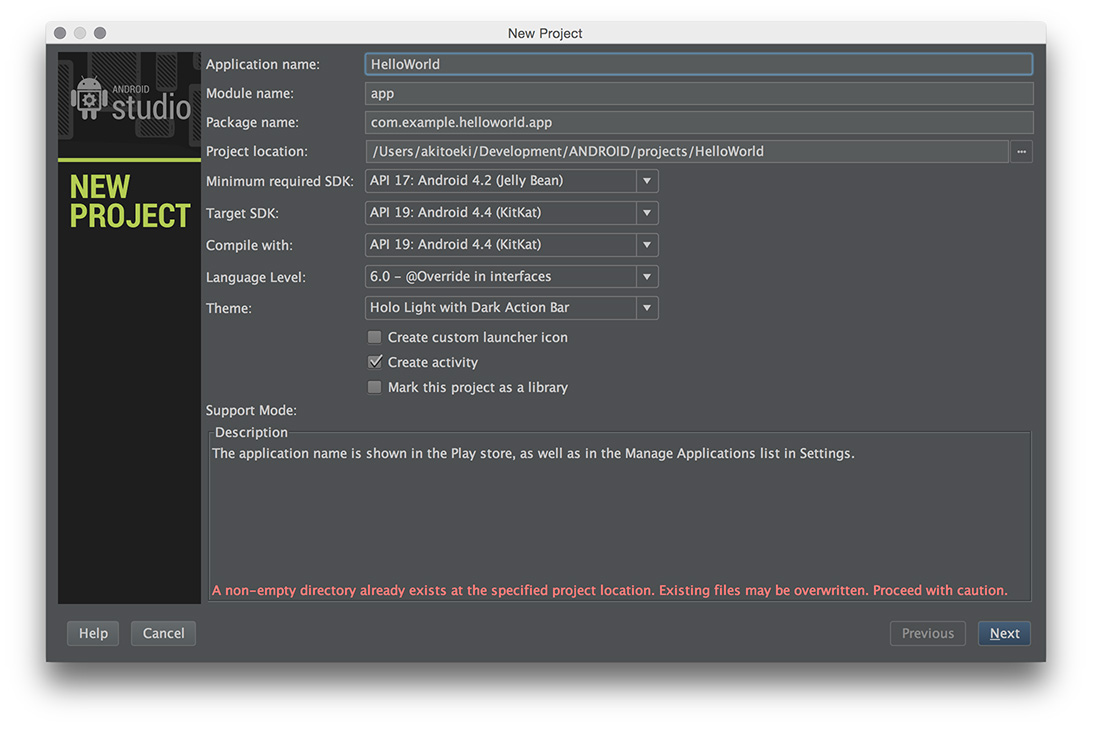 New Project
ANDROID
studio
NEW
PROJECT
Application name: HelloWorld
Module name: app
Package name: com.example.helloworld.app
Project location: /Users/akitoeki/Development/ANDROID/projects/HelloWorld ...
Minimum required SDK: API 17: Android 4.2 (Jelly Bean)
Target SDK: API 19: Android 4.4 (KitKat)
Compile with: API 19: Android 4.4 (KitKat)
Language Level: 6.0 – @Override in interfaces
Theme: Holo Light with Dark Action Bar
Create custom launcher icon
Create activity
Mark this project as a library
Support Mode:
Description
The application name is shown in the Play store, as well as in the Manage Applications list in Settings.
A non-empty directory already exists at the specified project location. Existing files may be overwritten. Proceed with caution.
Help Cancel Previous Next